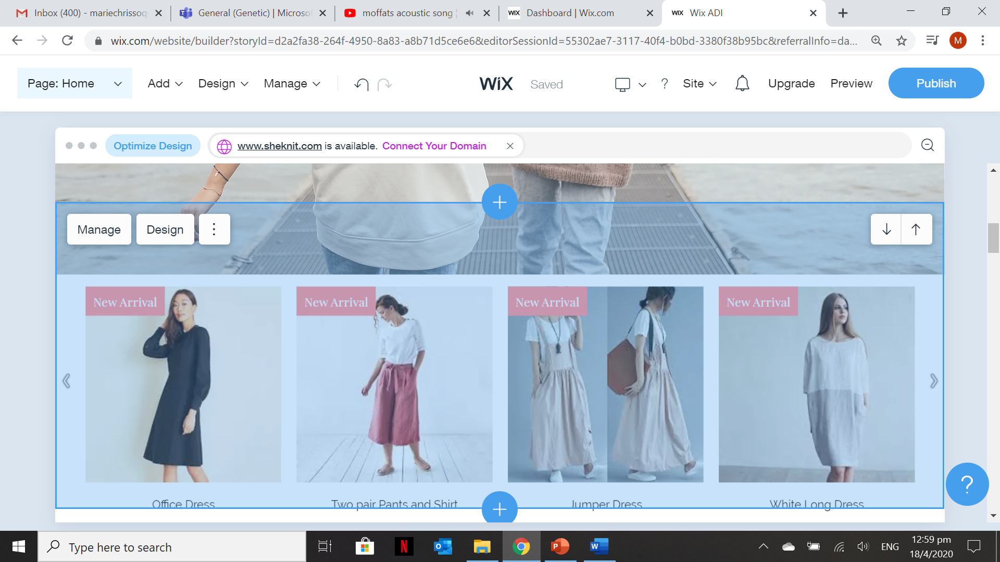 Inbox (400) - mariechrissoq
General (Genetic) | Microsof
moffats acoustic song
WIX Dashboard | Wix.com
WIX Wix ADI
wix.com/website/builder?storyId=d2a2fa38-264f-4950-8a83-a8b71d5ce6e6&editorSessionId=55302ae7-3117-40f4-b0bd-3380f38b95bc&referralInfo=da...
M
Page: Home Add Design Manage WiX Saved ? Site Upgrade Preview Publish
Optimize Design www.sheknit.com is available. Connect Your Domain
Manage Design
New Arrival New Arrival New Arrival New Arrival
Office Dress Two pair Pants and Shirt Jumper Dress White Long Dress
?
Type here to search
N
O
P
W
ENG
12:59 pm
18/4/2020